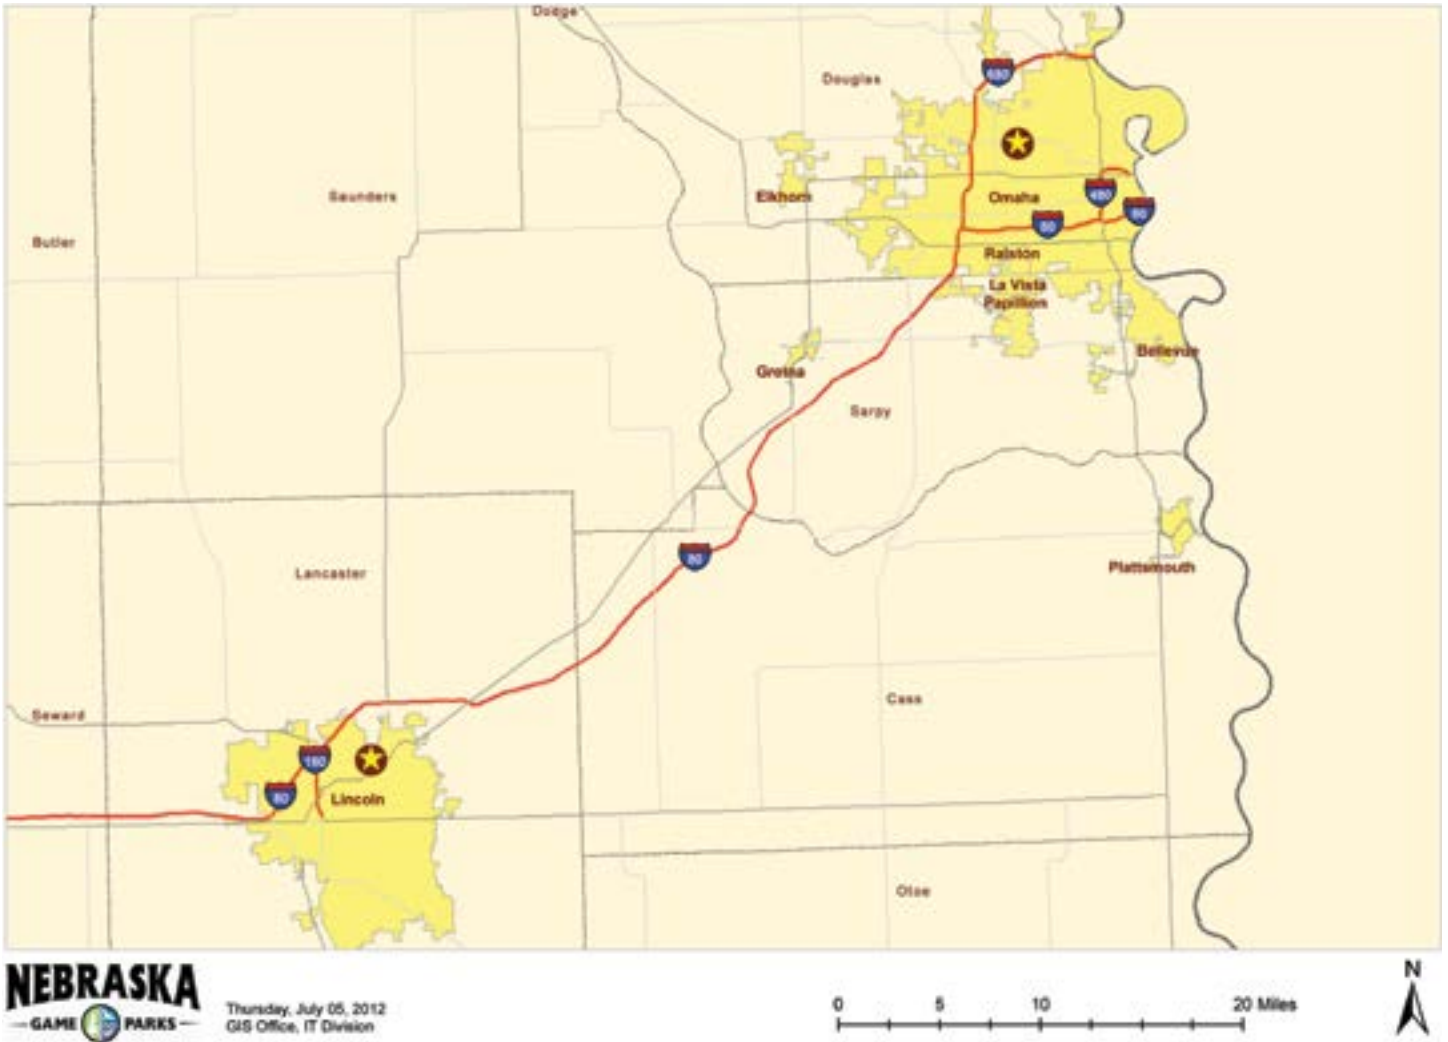 Dodge
Douglas
680
Saunders
Elkhorn
Omaha
480
80
80
Butler
Ralston
La Vista
Papillion
Bellevue
Gretna
Sarpy
80
Lancaster
Plattsmouth
Cass
Seward
180
80
Lincoln
Otoe
NEBRASKA
GAME PARKS
Thursday, July 05, 2012
GIS Office, IT Division
0 5 10 20 Miles
N